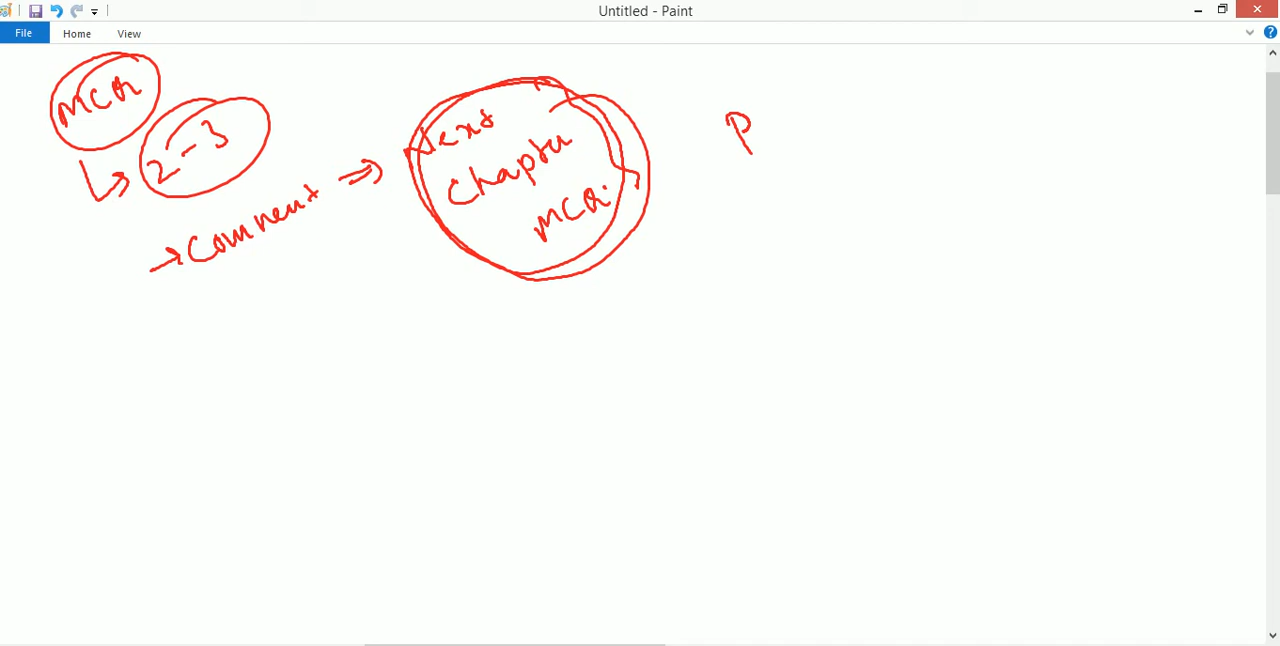 Untitled - Paint
File Home View
MCQ
2-3
→ Comment ⇒
Next
Chapter
MCQ.
P